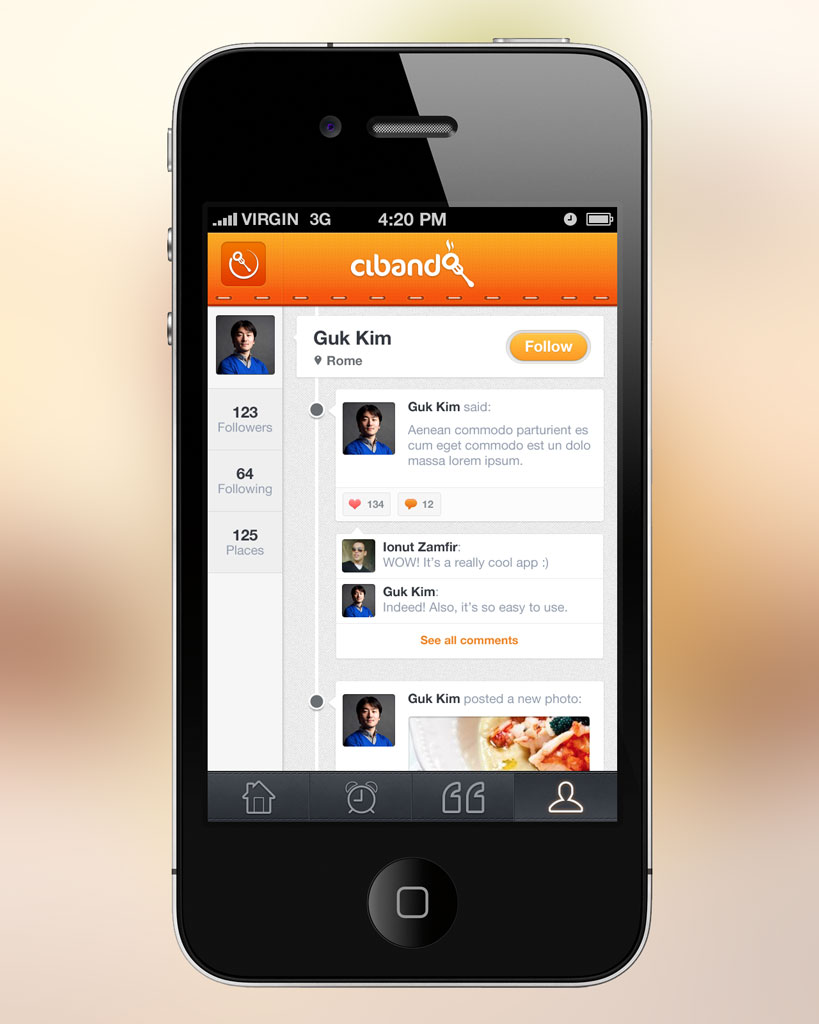 VIRGIN 3G 4:20 PM
cibando
Guk Kim
Rome
Follow
123
Followers
64
Following
125
Places
Guk Kim said:
Aenean commodo parturient es
cum eget commodo est un dolo
massa lorem ipsum.
134 12
Ionut Zamfir:
WOW! It's a really cool app :)
Guk Kim:
Indeed! Also, it's so easy to use.
See all comments
Guk Kim posted a new photo: